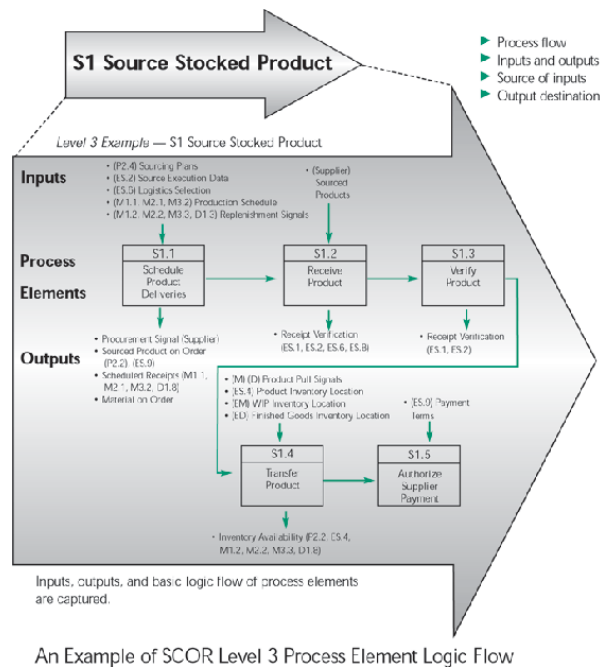 S1 Source Stocked Product
Process flow
Inputs and outputs
Source of inputs
Output destination
Level 3 Example — S1 Source Stocked Product
Inputs
• (P2.4) Sourcing Plans
• (ES.2) Source Execution Data
• (ES.6) Logistics Selection
• (M1.1, M2.1, M3.2) Production Schedule
• (M1.2, M2.2, M3.3, D1.3) Replenishment Signals
• (Supplier)
Sourced
Products
Process
Elements
S1.1
Schedule
Product
Deliveries
S1.2
Receive
Product
S1.3
Verify
Product
Outputs
• Procurement Signal (Supplier)
• Sourced Product on Order
(P2.2), (ES.9)
• Scheduled Receipts (M1.1,
M2.1, M3.2, D1.8)
• Material on Order
• Receipt Verification
(ES.1, ES.2, ES.6, ES.8)
• Receipt Verification
(ES.1, ES.2)
• (M) (D) Product Pull Signals
• (ES.4) Product Inventory Location
• (EM) WIP Inventory Location
• (ED) Finished Goods Inventory Location
• (ES.9) Payment
Terms
S1.4
Transfer
Product
S1.5
Authorize
Supplier
Payment
• Inventory Availability (P2.2, ES.4,
M1.2, M2.2, M3.3, D1.8)
Inputs, outputs, and basic logic flow of process elements
are captured.
An Example of SCOR Level 3 Process Element Logic Flow